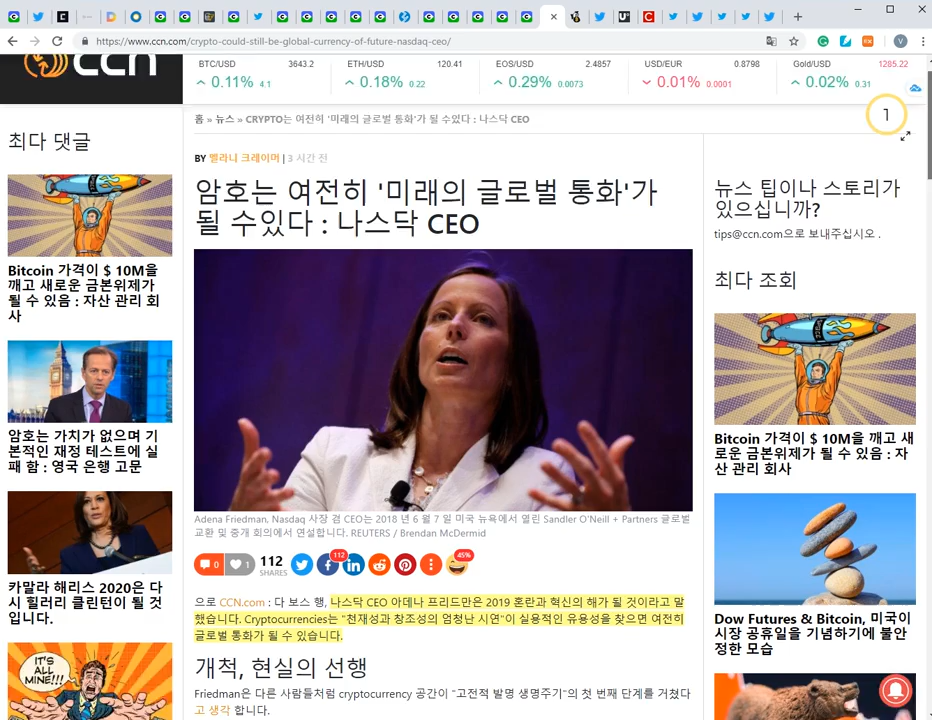 https://www.ccn.com/crypto-could-still-be-global-currency-of-future-nasdaq-ceo/
ccn
BTC/USD 3643.2
0.11% 4.1
ETH/USD 120.41
0.18% 0.22
EOS/USD 2.4857
0.29% 0.0073
USD/EUR 0.8798
0.01% 0.0001
Gold/USD 1285.22
0.02% 0.31
홈 » 뉴스 » CRYPTO는 여전히 '미래의 글로벌 통화'가 될 수있다 : 나스닥 CEO
1
최다 댓글
Bitcoin 가격이 $ 10M을
깨고 새로운 금본위제가
될 수 있음 : 자산 관리 회
사
암호는 가치가 없으며 기
본적인 재정 테스트에 실
패 함 : 영국 은행 고문
카말라 해리스 2020은 다
시 힐러리 클린턴이 될 것
입니다.
IT'S
ALL
MINE!!!
BY 멜라니 크레이머 | 3 시간 전
암호는 여전히 '미래의 글로벌 통화'가
될 수있다 : 나스닥 CEO
Adena Friedman, Nasdaq 사장 겸 CEO는 2018 년 6 월 7 일 미국 뉴욕에서 열린 Sandler O'Neill + Partners 글로벌
교환 및 중개 회의에서 연설합니다. REUTERS / Brendan McDermid
0
1
112
SHARES
112
45%
으로 CCN.com : 다 보스 행, 나스닥 CEO 아데나 프리드만은 2019 혼란과 혁신의 해가 될 것이라고 말
했습니다. Cryptocurrencies는 "천재성과 창조성의 엄청난 시연"이 실용적인 유용성을 찾으면 여전히
글로벌 통화가 될 수 있습니다.
개척, 현실의 선행
Friedman은 다른 사람들처럼 cryptocurrency 공간이 "고전적 발명 생명주기"의 첫 번째 단계를 거쳤다
고 생각 합니다.
뉴스 팁이나 스토리가
있으십니까?
tips@ccn.com으로 보내주십시오 .
최다 조회
Bitcoin 가격이 $ 10M을 깨고 새
로운 금본위제가 될 수 있음 : 자
산 관리 회사
Dow Futures & Bitcoin, 미국이
시장 공휴일을 기념하기에 불안
정한 모습